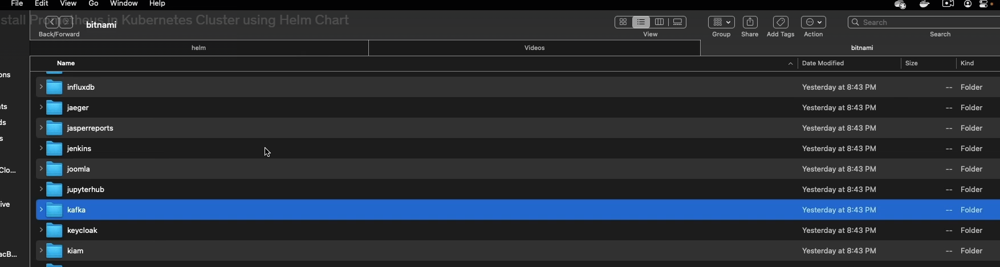 File Edit View Go Window Help
stall Prometheus in Kubernetes Cluster using Helm Chart
bitnami
Search
Back/Forward View Group Share Add Tags Action Search
helm Videos bitnami
Name Date Modified Size Kind
ons
influxdb Yesterday at 8:43 PM -- Folder
jaeger Yesterday at 8:43 PM -- Folder
nts
ds
jasperreports Yesterday at 8:43 PM -- Folder
s
jenkins Yesterday at 8:43 PM -- Folder
joomla Yesterday at 8:43 PM -- Folder
Clo...
jupyterhub Yesterday at 8:43 PM -- Folder
ive
kafka Yesterday at 8:43 PM -- Folder
keycloak Yesterday at 8:43 PM -- Folder
kiam Yesterday at 8:43 PM -- Folder
acB...